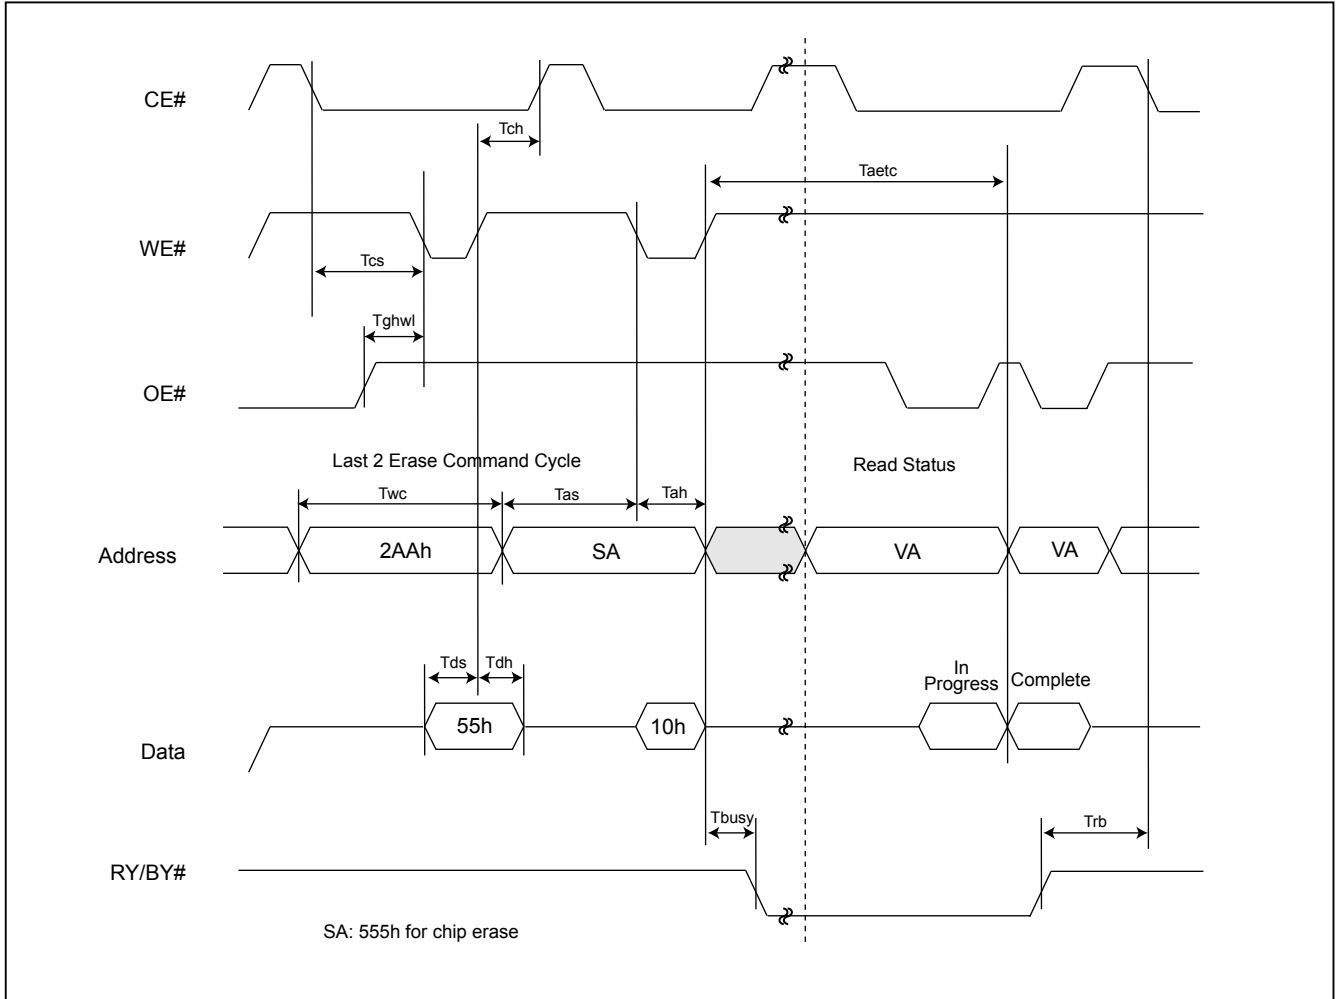 CE#
Tch
Taetc
WE#
Tcs
Tghwl
OE#
Last 2 Erase Command Cycle
Read Status
Twc
Tas
Tah
Address
2AAh
SA
VA
VA
Tds
Tdh
In
Progress
Complete
55h
10h
Data
Tbusy
Trb
RY/BY#
SA: 555h for chip erase